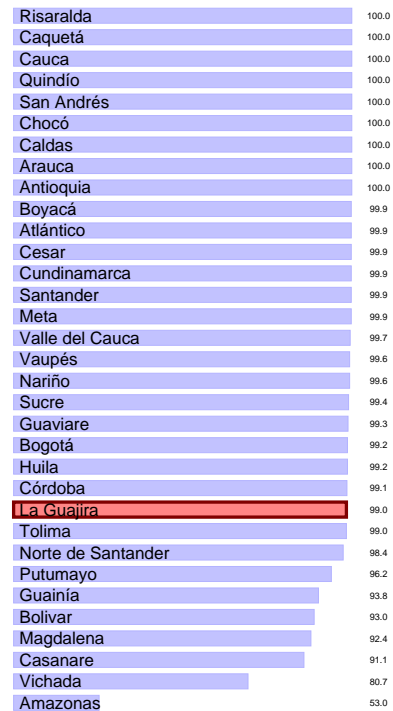 Risaralda 100.0
Caquetá 100.0
Cauca 100.0
Quindío 100.0
San Andrés 100.0
Chocó 100.0
Caldas 100.0
Arauca 100.0
Antioquia 100.0
Boyacá 99.9
Atlántico 99.9
Cesar 99.9
Cundinamarca 99.9
Santander 99.9
Meta 99.9
Valle del Cauca 99.7
Vaupés 99.6
Nariño 99.6
Sucre 99.4
Guaviare 99.3
Bogotá 99.2
Huila 99.2
Córdoba 99.1
La Guajira 99.0
Tolima 99.0
Norte de Santander 98.4
Putumayo 96.2
Guainía 93.8
Bolivar 93.0
Magdalena 92.4
Casanare 91.1
Vichada 80.7
Amazonas 53.0